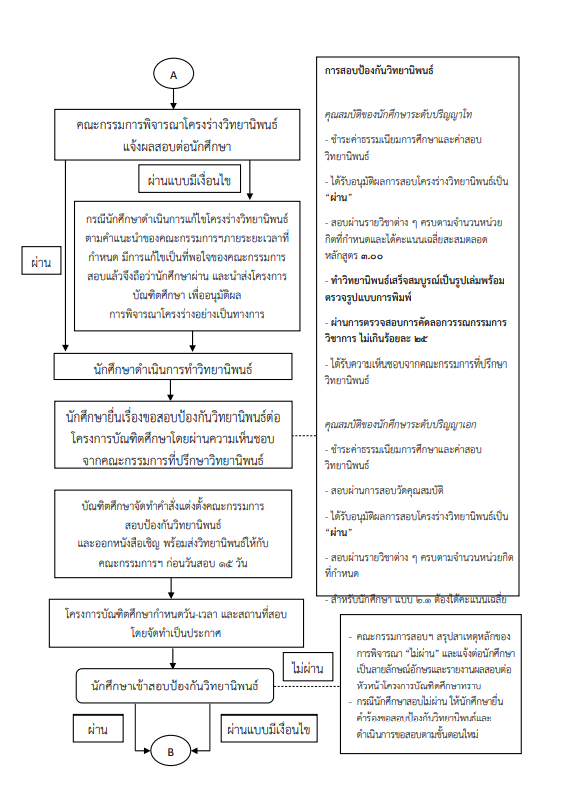 A
คณะกรรมการพิจารณาโครงร่างวิทยานิพนธ์
แจ้งผลสอบต่อนักศึกษา
ผ่านแบบมีเงื่อนไข
ผ่าน
กรณีนักศึกษาดำเนินการแก้ไขโครงร่างวิทยานิพนธ์
ตามคำแนะนำของคณะกรรมการฯภายระยะเวลาที่
กำหนด มีการแก้ไขเป็นที่พอใจของคณะกรรมการ
สอบแล้วจึงถือว่านักศึกษาผ่าน และนำส่งโครงการ
บัณฑิตศึกษา เพื่ออนุมัติผล
การพิจารณาโครงร่างอย่างเป็นทางการ
นักศึกษาดำเนินการทำวิทยานิพนธ์
นักศึกษายื่นเรื่องขอสอบป้องกันวิทยานิพนธ์ต่อ
โครงการบัณฑิตศึกษาโดยผ่านความเห็นชอบ
จากคณะกรรมการที่ปรึกษาวิทยานิพนธ์
บัณฑิตศึกษาจัดทำคำสั่งแต่งตั้งคณะกรรมการ
สอบป้องกันวิทยานิพนธ์
และออกหนังสือเชิญ พร้อมส่งวิทยานิพนธ์ให้กับ
คณะกรรมการฯ ก่อนวันสอบ ๑๕ วัน
โครงการบัณฑิตศึกษากำหนดวัน-เวลา และสถานที่สอบ
โดยจัดทำเป็นประกาศ
ไม่ผ่าน
นักศึกษาเข้าสอบป้องกันวิทยานิพนธ์
ผ่าน
ผ่านแบบมีเงื่อนไข
B
การสอบป้องกันวิทยานิพนธ์
คุณสมบัติของนักศึกษาระดับปริญญาโท
- ชำระค่าธรรมเนียมการศึกษาและค่าสอบ
วิทยานิพนธ์
- ได้รับอนุมัติผลการสอบโครงร่างวิทยานิพนธ์เป็น
“ผ่าน”
- สอบผ่านรายวิชาต่าง ๆ ครบตามจำนวนหน่วย
กิตที่กำหนดและได้คะแนนเฉลี่ยสะสมตลอด
หลักสูตร ๓.๐๐
- ทำวิทยานิพนธ์เสร็จสมบูรณ์เป็นรูปเล่มพร้อม
ตรวจรูปแบบการพิมพ์
- ผ่านการตรวจสอบการคัดลอกวรรณกรรมการ
วิชาการ ไม่เกินร้อยละ ๒๕
- ได้รับความเห็นชอบจากคณะกรรมการที่ปรึกษา
วิทยานิพนธ์
คุณสมบัติของนักศึกษาระดับปริญญาเอก
- ชำระค่าธรรมเนียมการศึกษาและค่าสอบ
วิทยานิพนธ์
- สอบผ่านการสอบวัดคุณสมบัติ
- ได้รับอนุมัติผลการสอบโครงร่างวิทยานิพนธ์เป็น
“ผ่าน”
- สอบผ่านรายวิชาต่าง ๆ ครบตามจำนวนหน่วยกิต
ที่กำหนด
- สำหรับนักศึกษา แบบ ๒.๑ ต้องได้คะแนนเฉลี่ย
- คณะกรรมการสอบฯ สรุปสาเหตุหลักของ
การพิจารณา “ไม่ผ่าน” และแจ้งต่อนักศึกษา
เป็นลายลักษณ์อักษรและรายงานผลสอบต่อ
หัวหน้าโครงการบัณฑิตศึกษาทราบ
- กรณีนักศึกษาสอบไม่ผ่าน ให้นักศึกษายื่น
คำร้องขอสอบป้องกันวิทยานิพนธ์และ
ดำเนินการขอสอบตามขั้นตอนใหม่